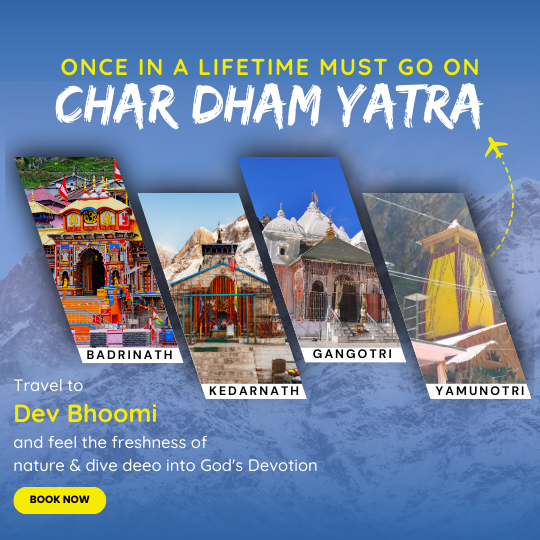 ONCE IN A LIFETIME MUST GO ON
CHAR DHAM YATRA
BADRINATH
KEDARNATH
GANGOTRI
YAMUNOTRI
Travel to
Dev Bhoomi
and feel the freshness of
nature & dive deeo into God's Devotion
BOOK NOW